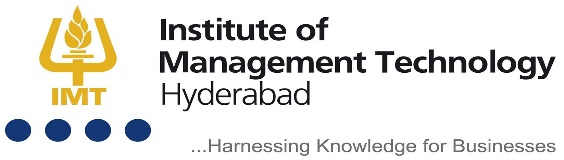 Institute of
Management Technology
Hyderabad
IMT
...Harnessing Knowledge for Businesses